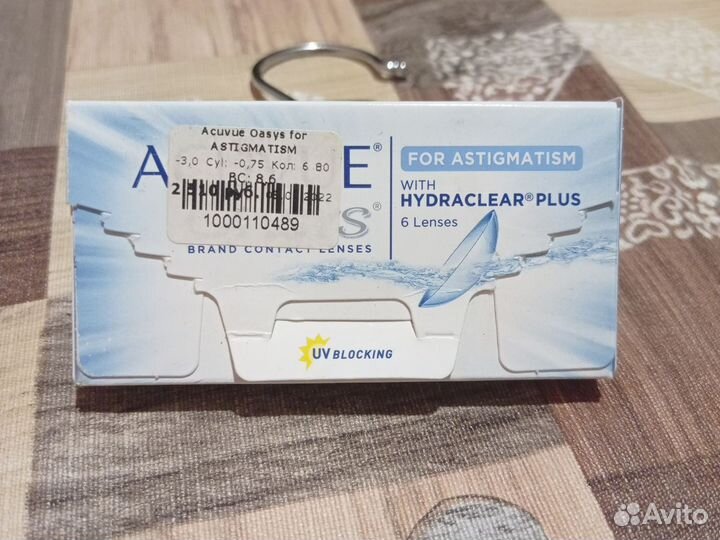 Acuvue Oasys for
ASTIGMATISM
-3,0 Cyl: -0,75 Кол: 6 80
BC: 8,6
2022
1000110489
A E®
S®
BRAND CONTACT LENSES
FOR ASTIGMATISM
WITH
HYDRACLEAR® PLUS
6 Lenses
UV BLOCKING
Avito